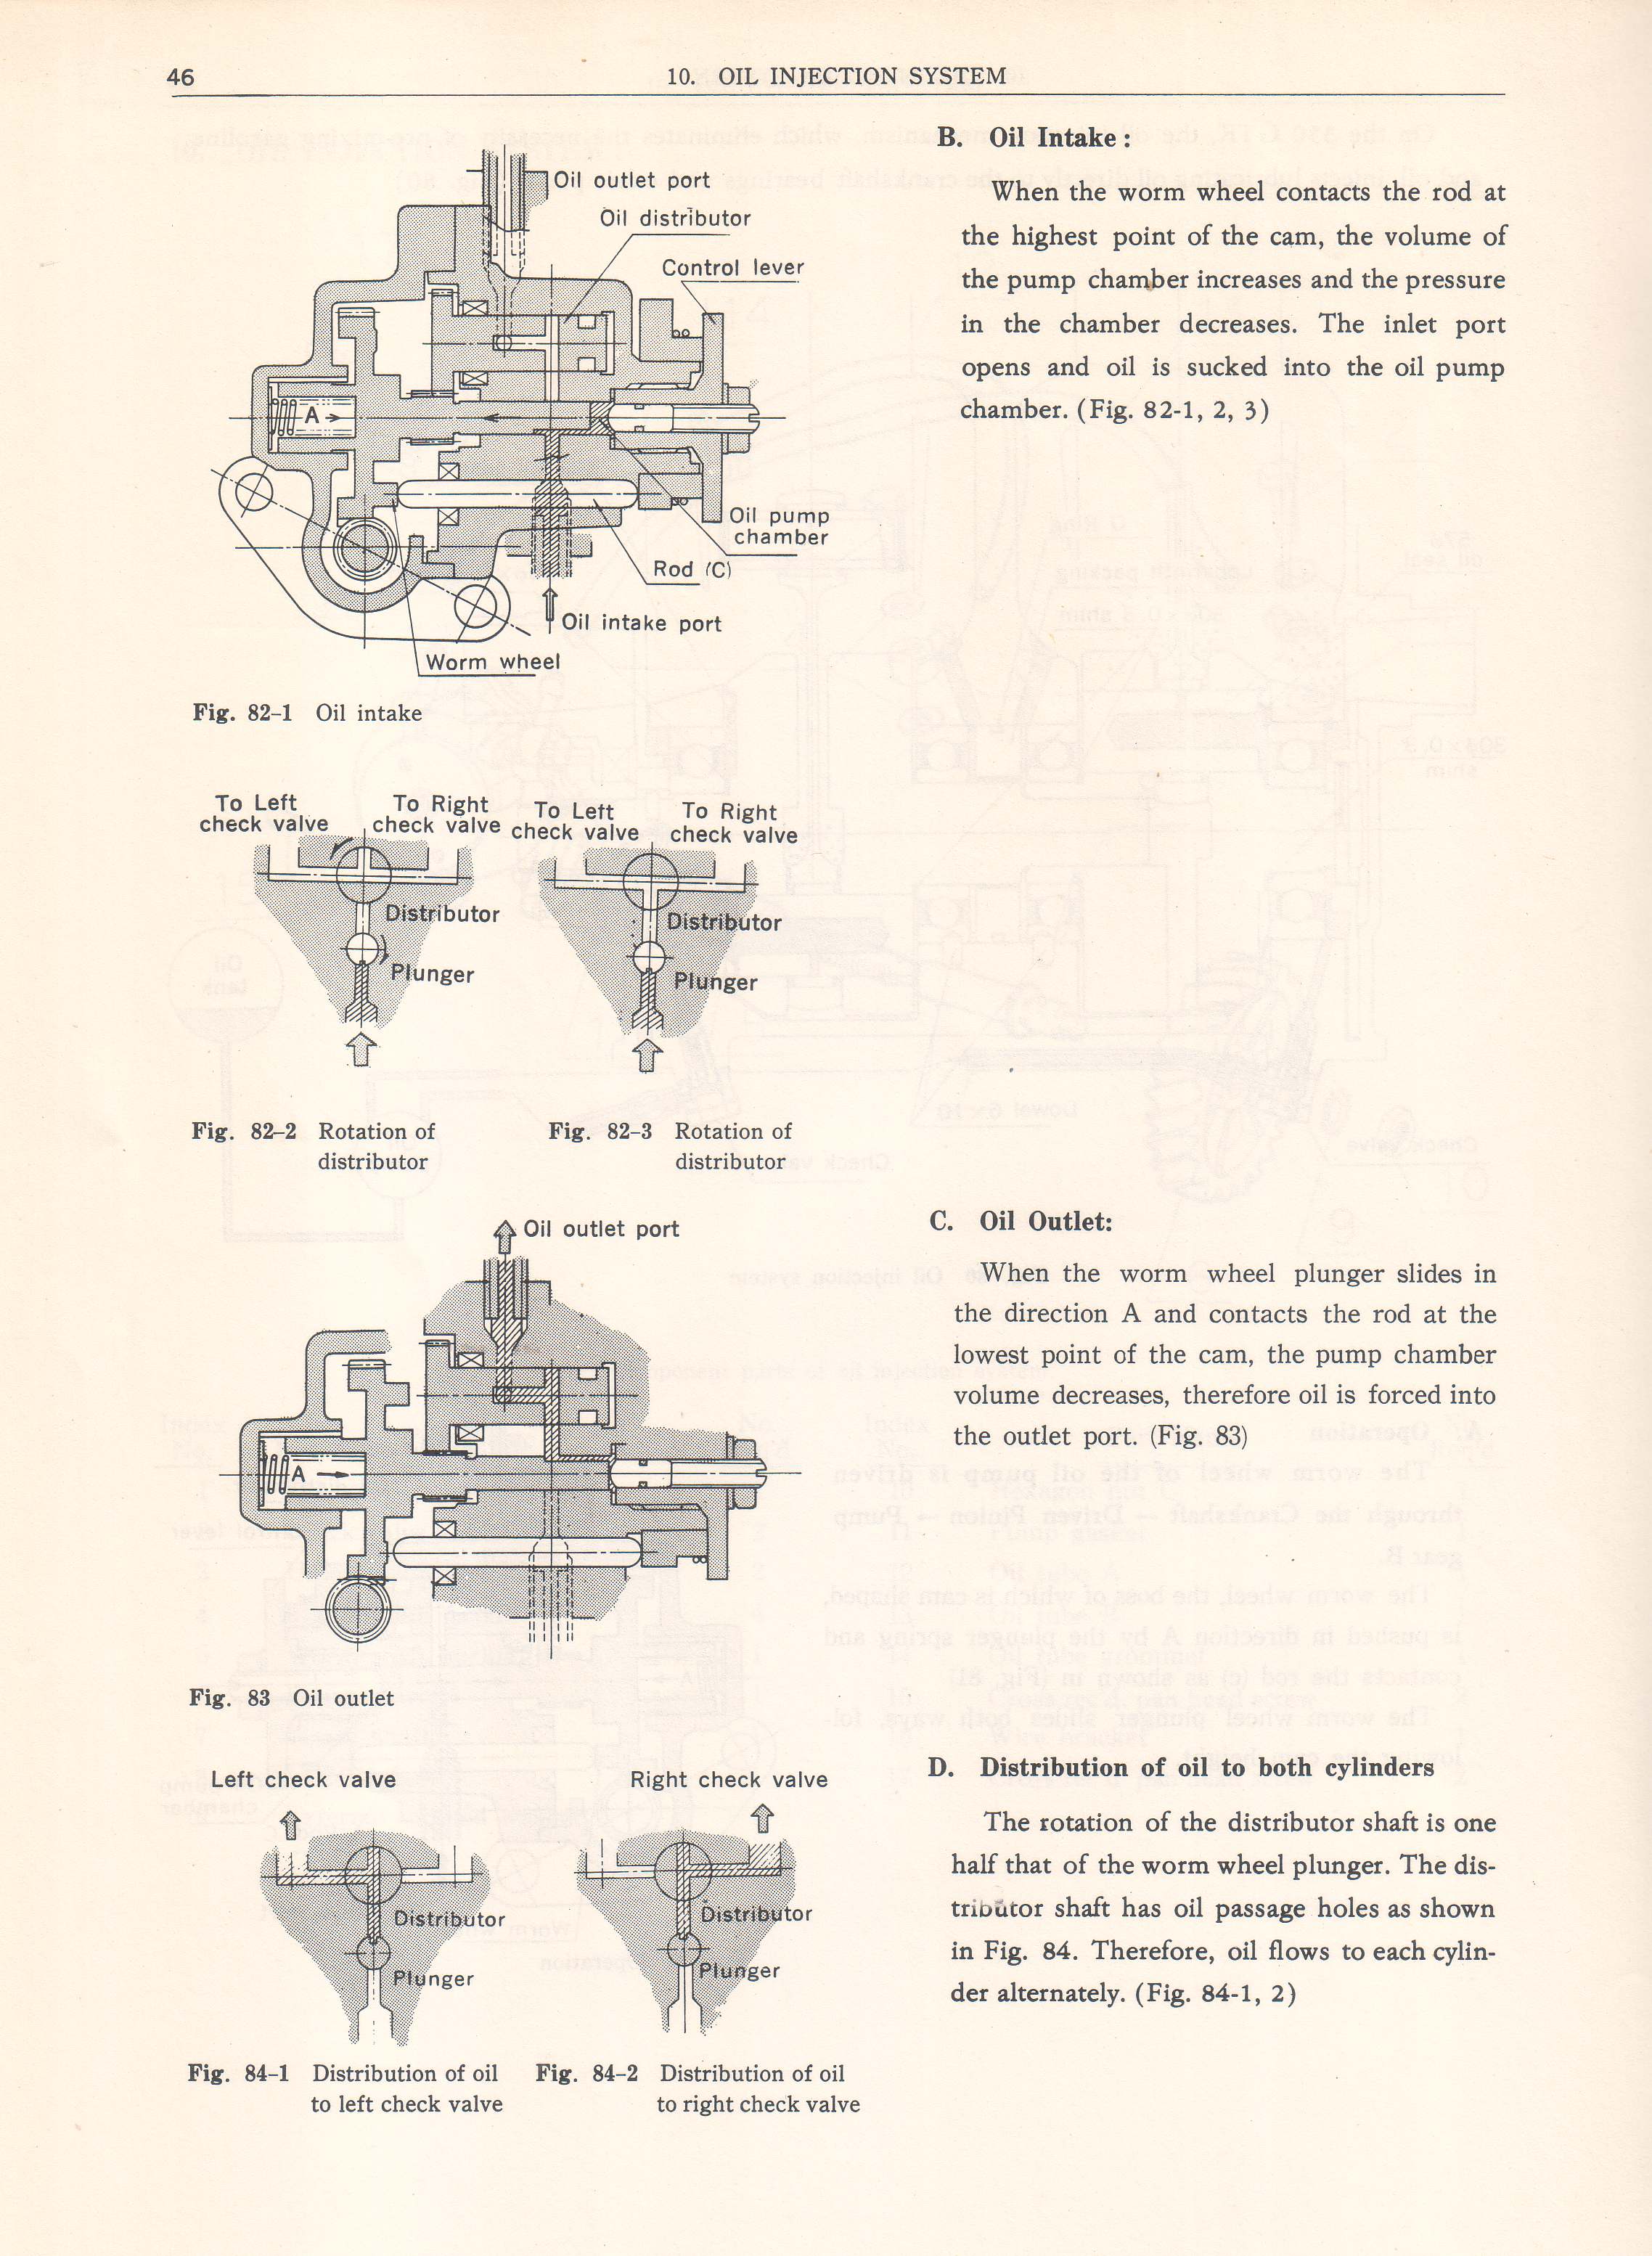 46
10. OIL INJECTION SYSTEM
Oil outlet port
Oil distributor
Control lever
A
Oil pump
chamber
Rod (C)
Oil intake port
Worm wheel
Fig. 82-1 Oil intake
B. Oil Intake :
When the worm wheel contacts the rod at
the highest point of the cam, the volume of
the pump chamber increases and the pressure
in the chamber decreases. The inlet port
opens and oil is sucked into the oil pump
chamber. (Fig. 82-1, 2, 3)
To Left
check valve
To Right
check valve
Distributor
Plunger
To Left
check valve
To Right
check valve
Distributor
Plunger
Fig. 82-2 Rotation of
distributor
Fig. 82-3 Rotation of
distributor
Oil outlet port
A
Fig. 83 Oil outlet
C. Oil Outlet:
When the worm wheel plunger slides in
the direction A and contacts the rod at the
lowest point of the cam, the pump chamber
volume decreases, therefore oil is forced into
the outlet port. (Fig. 83)
Left check valve
Distributor
Plunger
Right check valve
Distributor
Plunger
Fig. 84-1 Distribution of oil
to left check valve
Fig. 84-2 Distribution of oil
to right check valve
D. Distribution of oil to both cylinders
The rotation of the distributor shaft is one
half that of the worm wheel plunger. The dis-
tributor shaft has oil passage holes as shown
in Fig. 84. Therefore, oil flows to each cylin-
der alternately. (Fig. 84-1, 2)